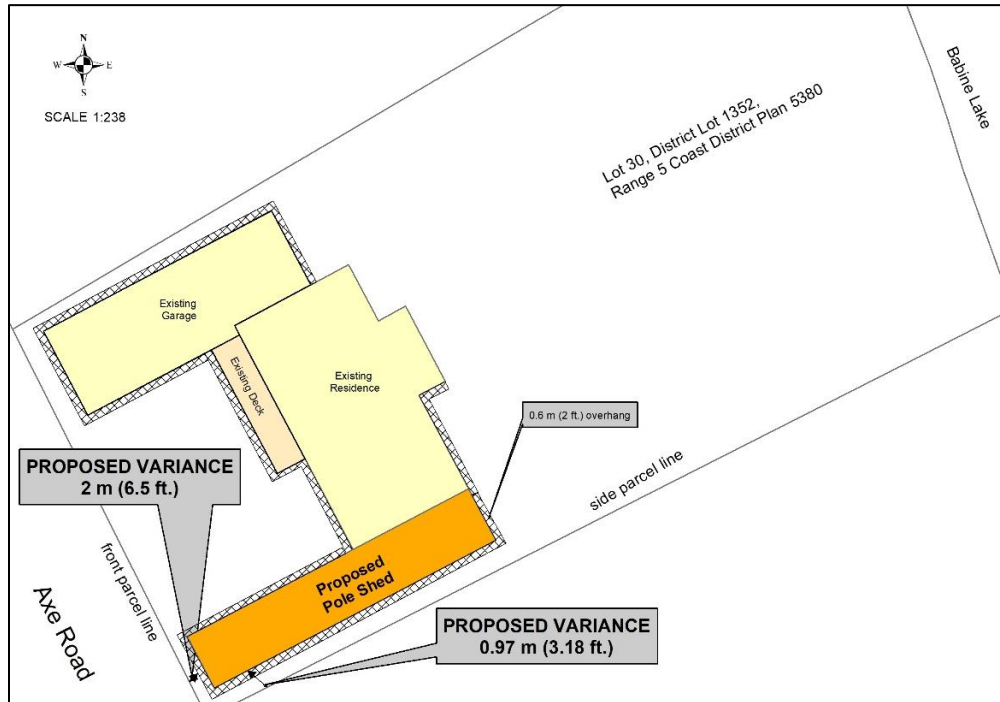 N
W E
S
SCALE 1:238
Babine Lake
Lot 30, District Lot 1352,
Range 5 Coast District Plan 5380
Existing
Garage
Existing Deck
Existing
Residence
0.6 m (2 ft.) overhang
PROPOSED VARIANCE
2 m (6.5 ft.)
side parcel line
front parcel line
Proposed
Pole Shed
Axe Road
PROPOSED VARIANCE
0.97 m (3.18 ft.)